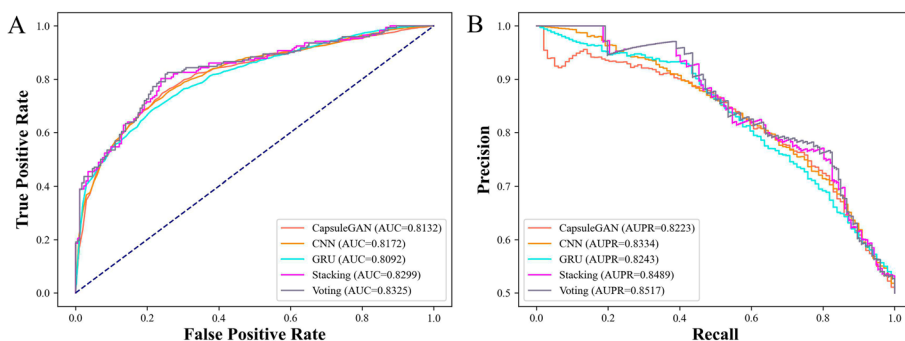 A
True Positive Rate
1.0
0.8
0.6
0.4
0.2
0.0
CapsuleGAN (AUC=0.8132)
CNN (AUC=0.8172)
GRU (AUC=0.8092)
Stacking (AUC=0.8299)
Voting (AUC=0.8325)
0.0 0.2 0.4 0.6 0.8 1.0
False Positive Rate
B
Precision
1.0
0.9
0.8
0.7
0.6
0.5
CapsuleGAN (AUPR=0.8223)
CNN (AUPR=0.8334)
GRU (AUPR=0.8243)
Stacking (AUPR=0.8489)
Voting (AUPR=0.8517)
0.0 0.2 0.4 0.6 0.8 1.0
Recall